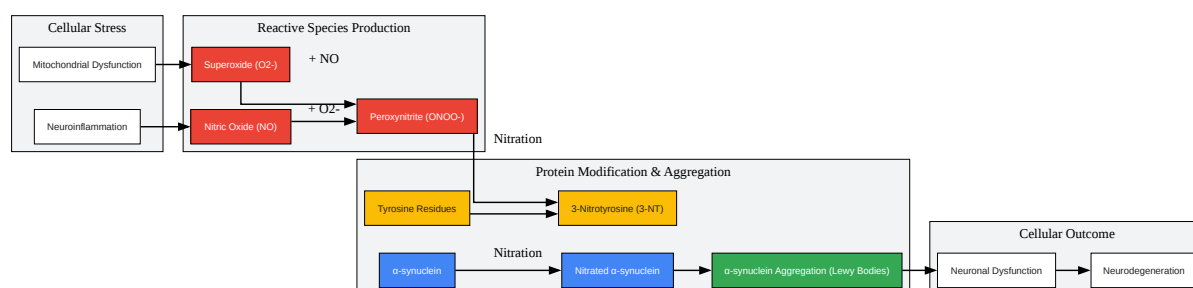 Cellular Stress
Mitochondrial Dysfunction
Neuroinflammation
Reactive Species Production
Superoxide (O2-)
+ NO
Nitric Oxide (NO)
+ O2-
Peroxynitrite (ONOO-)
Nitration
Protein Modification & Aggregation
Tyrosine Residues
3-Nitrotyrosine (3-NT)
α-synuclein
Nitration
Nitrated α-synuclein
α-synuclein Aggregation (Lewy Bodies)
Cellular Outcome
Neuronal Dysfunction
Neurodegeneration